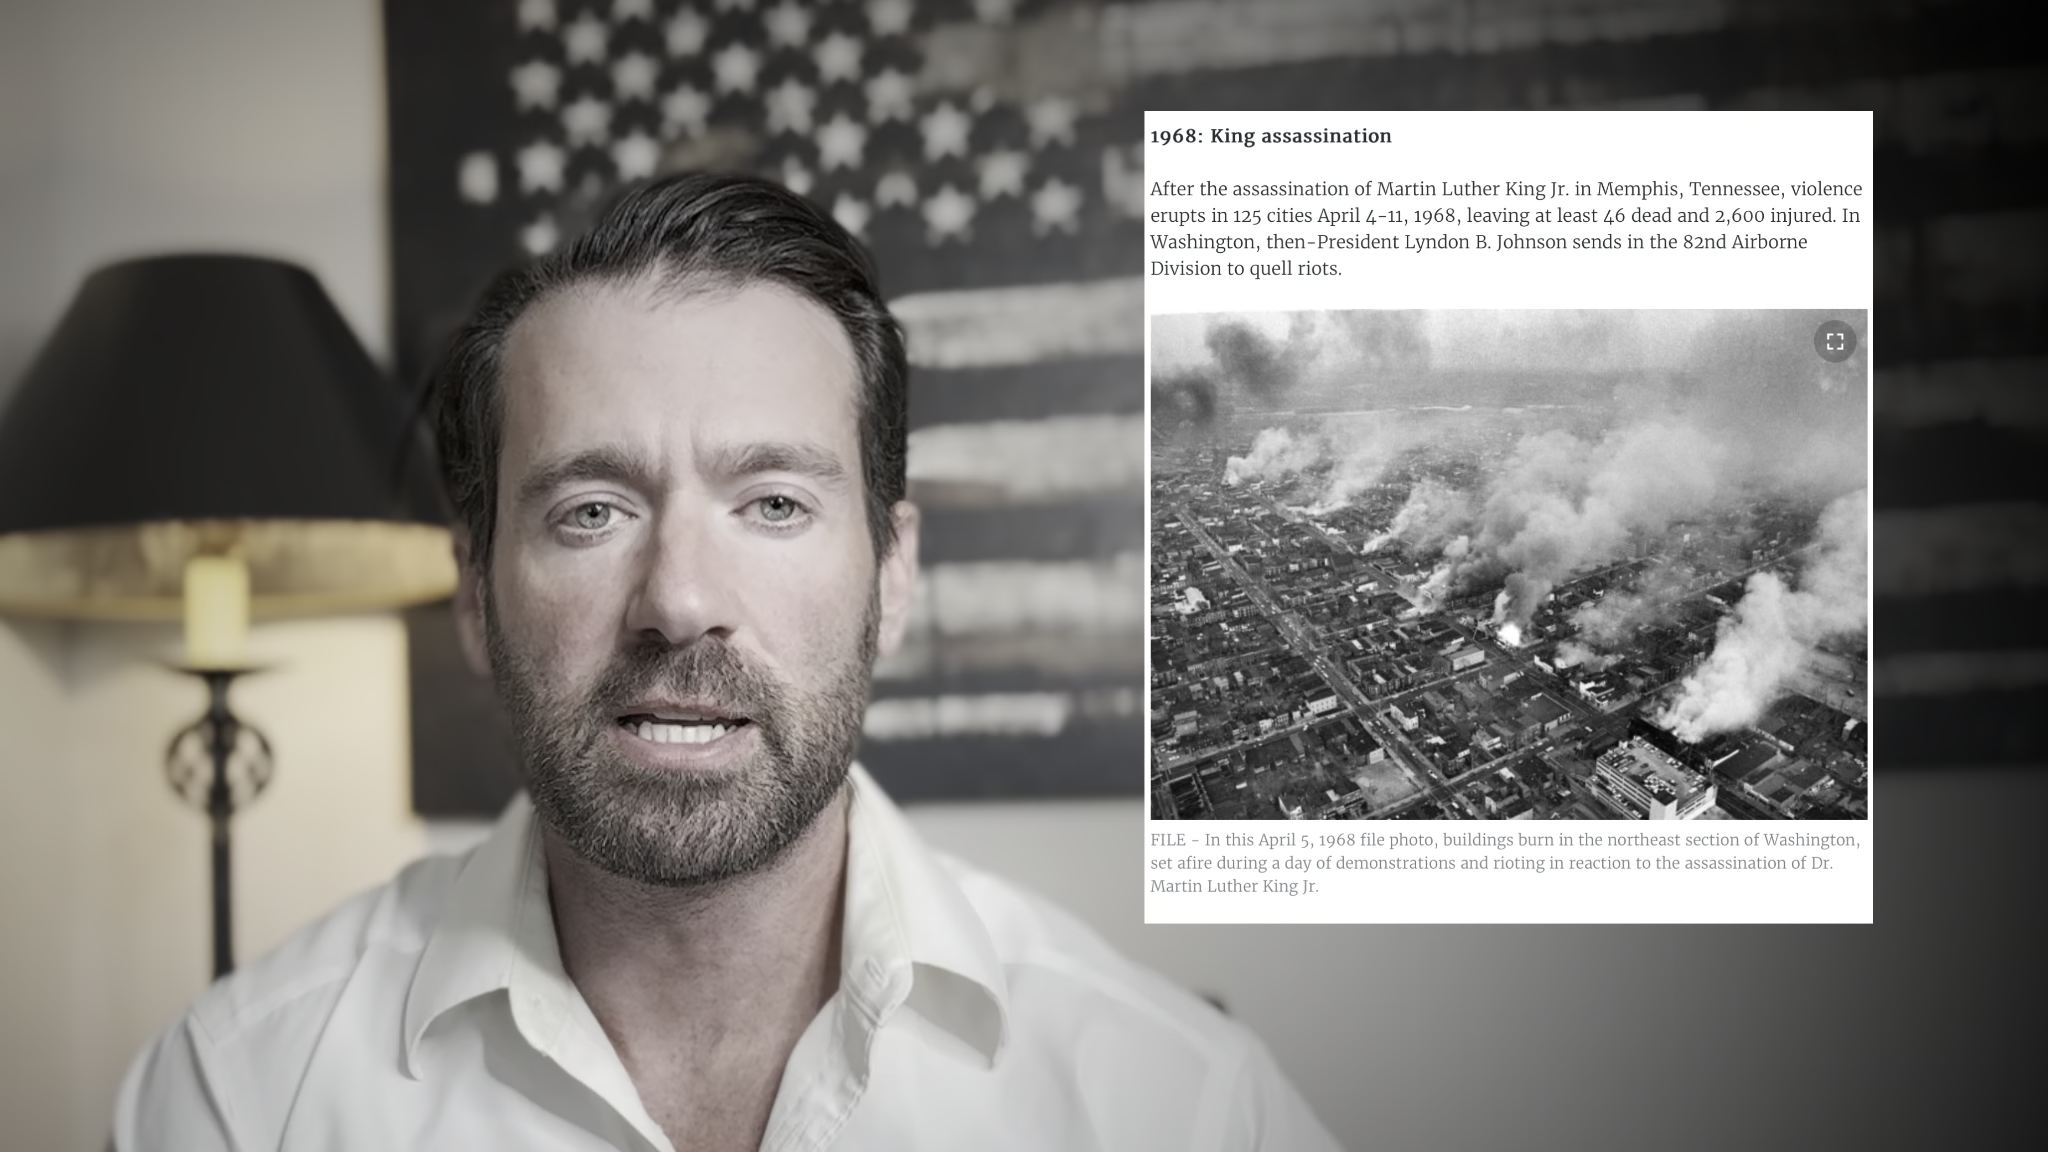 1968: King assassination
After the assassination of Martin Luther King Jr. in Memphis, Tennessee, violence
erupts in 125 cities April 4-11, 1968, leaving at least 46 dead and 2,600 injured. In
Washington, then-President Lyndon B. Johnson sends in the 82nd Airborne
Division to quell riots.
FILE - In this April 5, 1968 file photo, buildings burn in the northeast section of Washington,
set afire during a day of demonstrations and rioting in reaction to the assassination of Dr.
Martin Luther King Jr.